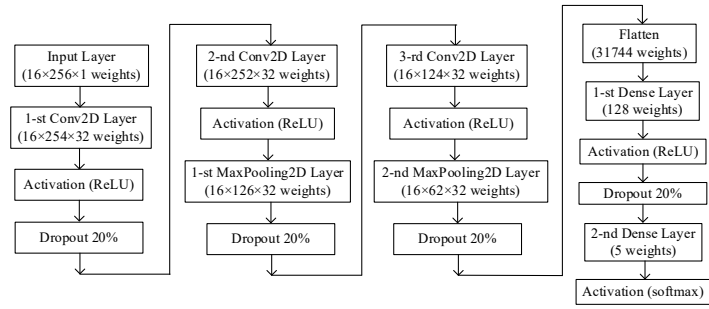 Input Layer
(16×256×1 weights)
1-st Conv2D Layer
(16×254×32 weights)
Activation (ReLU)
Dropout 20%
2-nd Conv2D Layer
(16×252×32 weights)
Activation (ReLU)
1-st MaxPooling2D Layer
(16×126×32 weights)
Dropout 20%
3-rd Conv2D Layer
(16×124×32 weights)
Activation (ReLU)
2-nd MaxPooling2D Layer
(16×62×32 weights)
Dropout 20%
Flatten
(31744 weights)
1-st Dense Layer
(128 weights)
Activation (ReLU)
Dropout 20%
2-nd Dense Layer
(5 weights)
Activation (softmax)